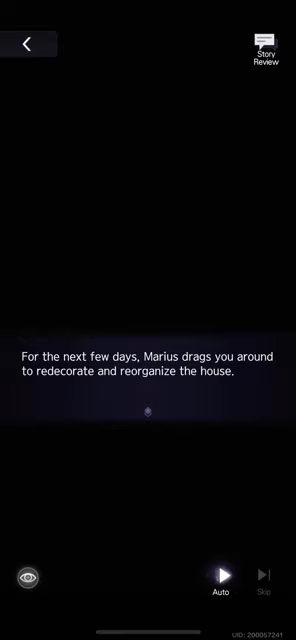 Story
Review
For the next few days, Marius drags you around
to redecorate and reorganize the house.
Auto
Skip
UID: 200057241